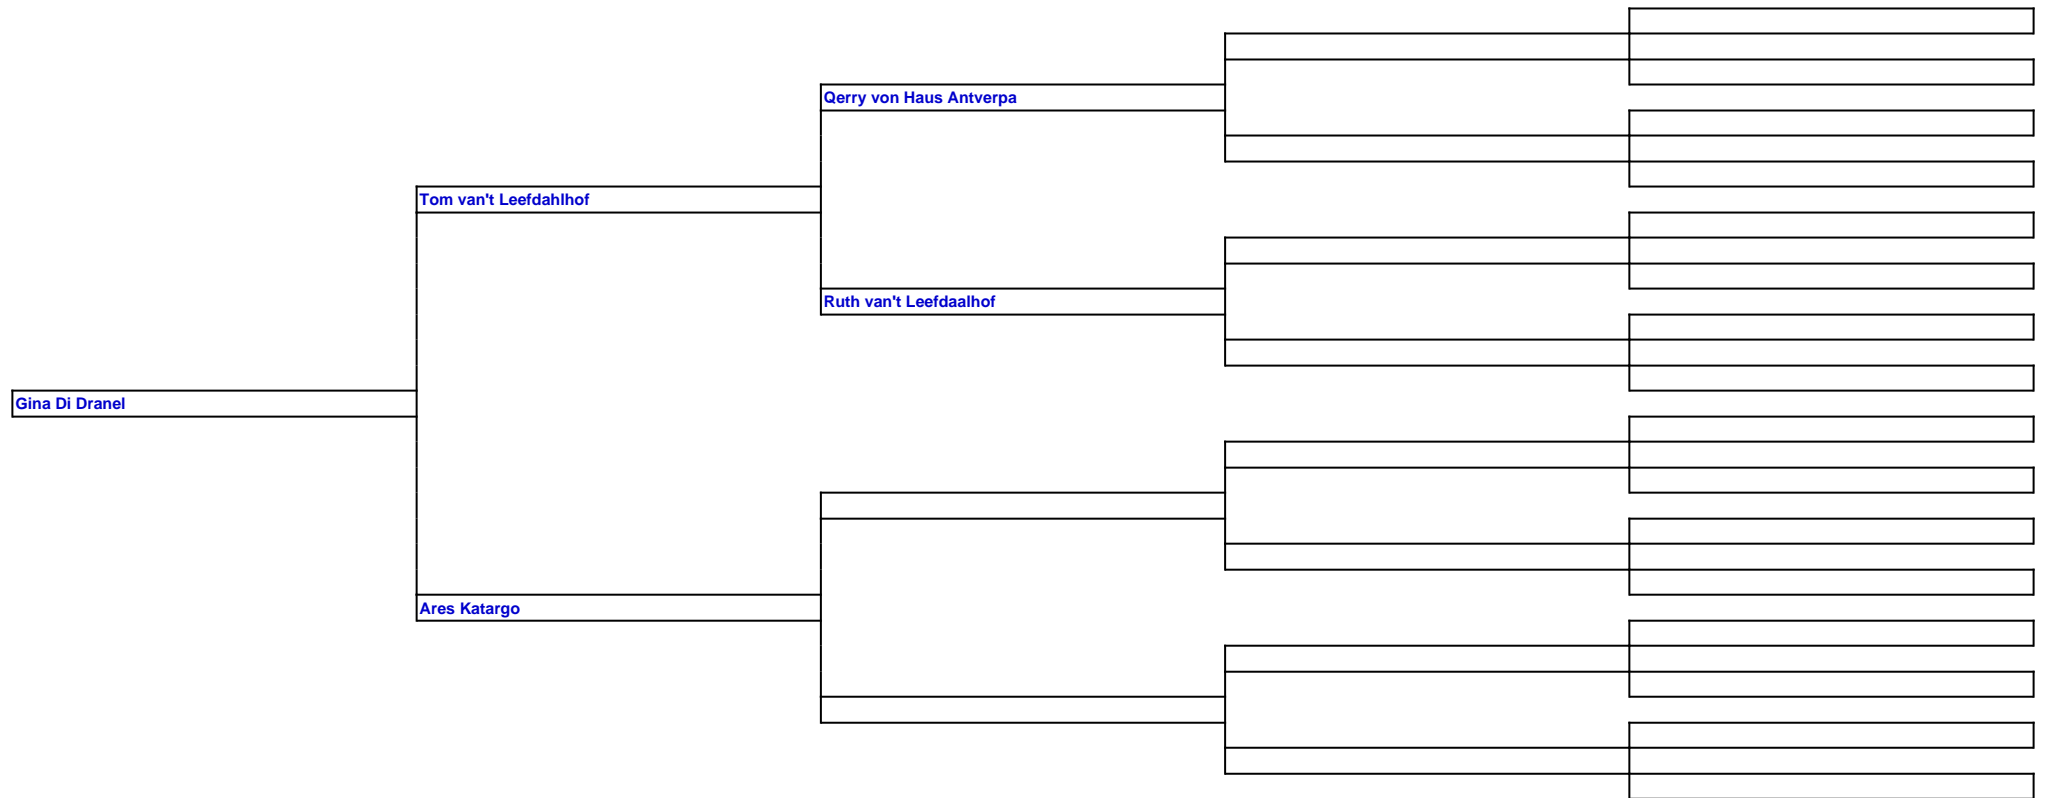 Qerry von Haus Antverpa
Tom van't Leefdahlhof
Ruth van't Leefdaalhof
Gina Di Dranel
Ares Katargo